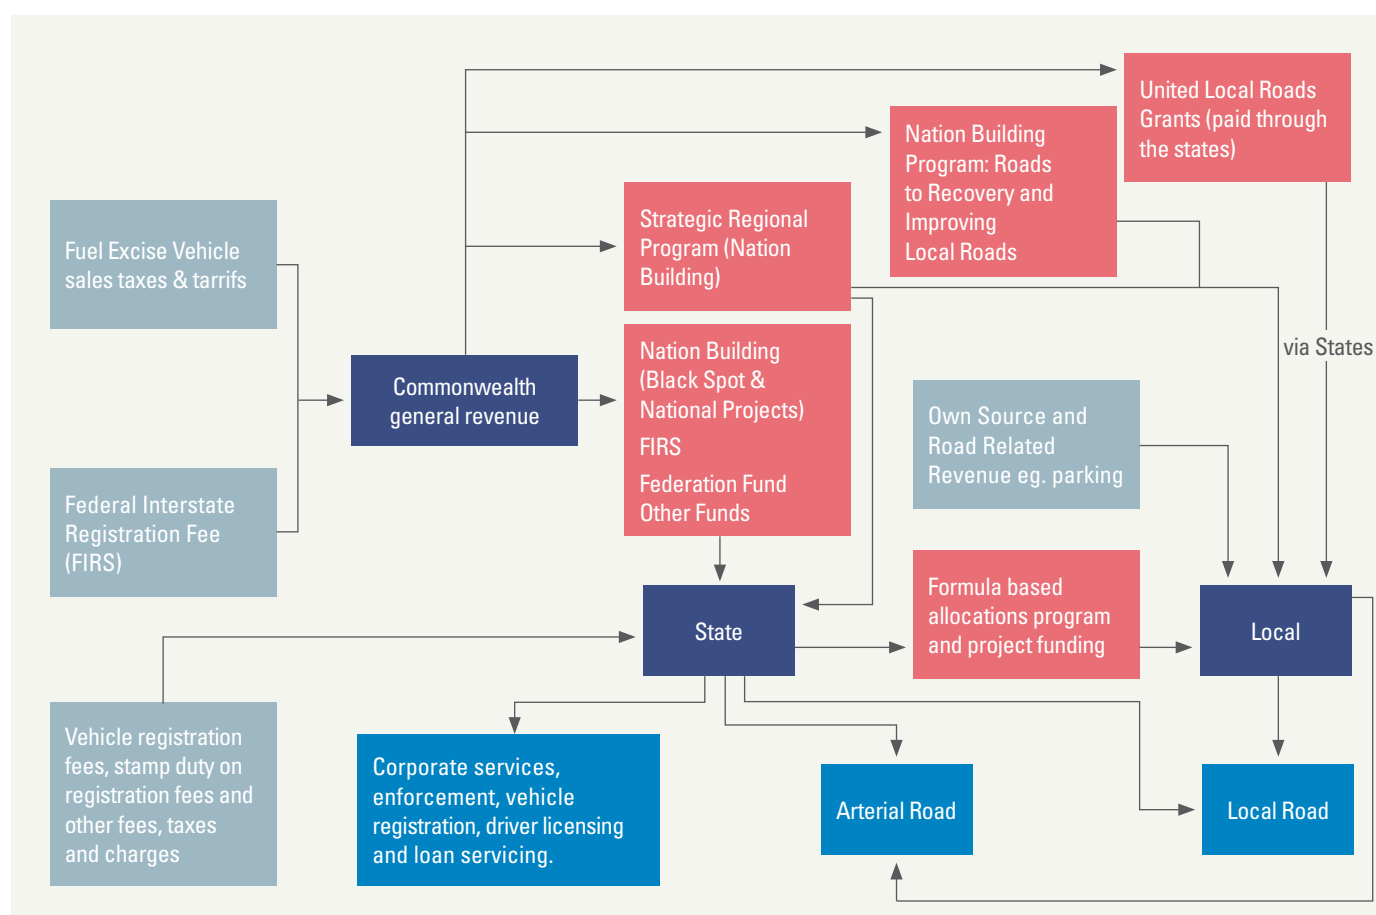 United Local Roads
Grants (paid through
the states)
Nation Building
Program: Roads
to Recovery and
Improving
Local Roads
Strategic Regional
Program (Nation
Building)
Fuel Excise Vehicle
sales taxes & tarrifs
Nation Building
(Black Spot &
National Projects)
FIRS
Federation Fund
Other Funds
via States
Commonwealth
general revenue
Own Source and
Road Related
Revenue eg. parking
Federal Interstate
Registration Fee
(FIRS)
State
Formula based
allocations program
and project funding
Local
Vehicle registration
fees, stamp duty on
registration fees and
other fees, taxes
and charges
Corporate services,
enforcement, vehicle
registration, driver licensing
and loan servicing.
Arterial Road
Local Road